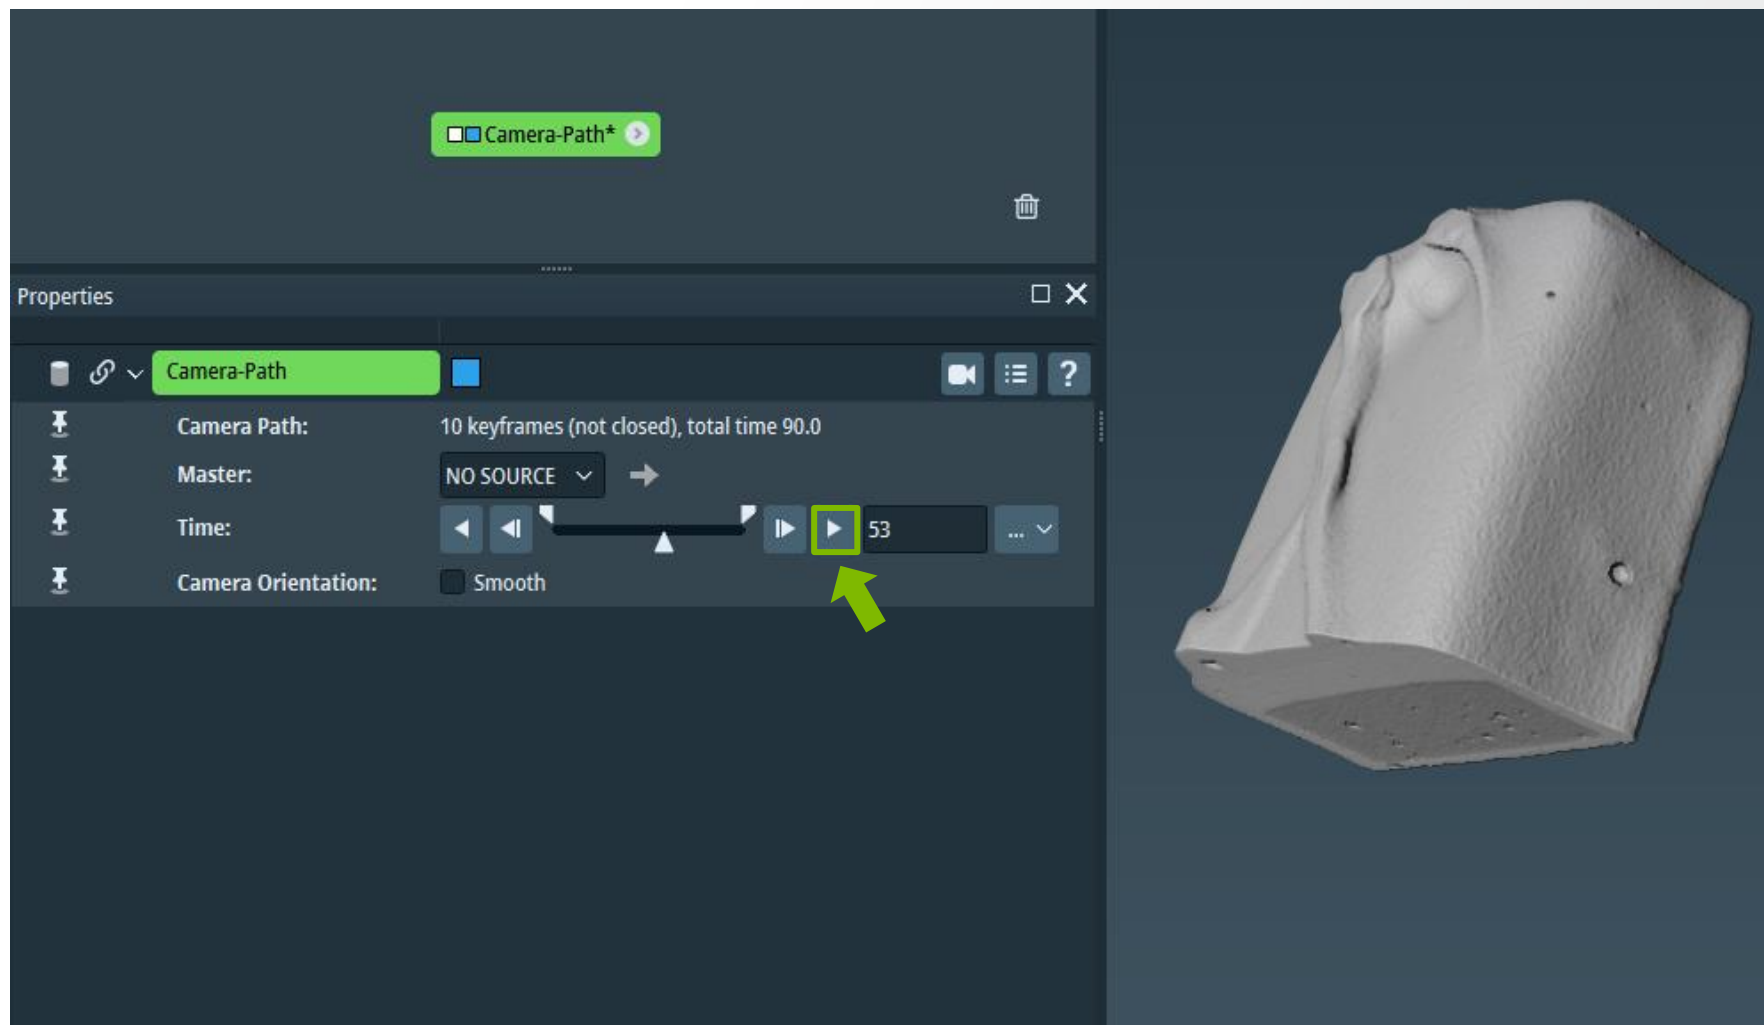 Camera-Path*
Properties
Camera-Path
?
Camera Path: 10 keyframes (not closed), total time 90.0
Master: NO SOURCE
Time: 53 ...
Camera Orientation: Smooth